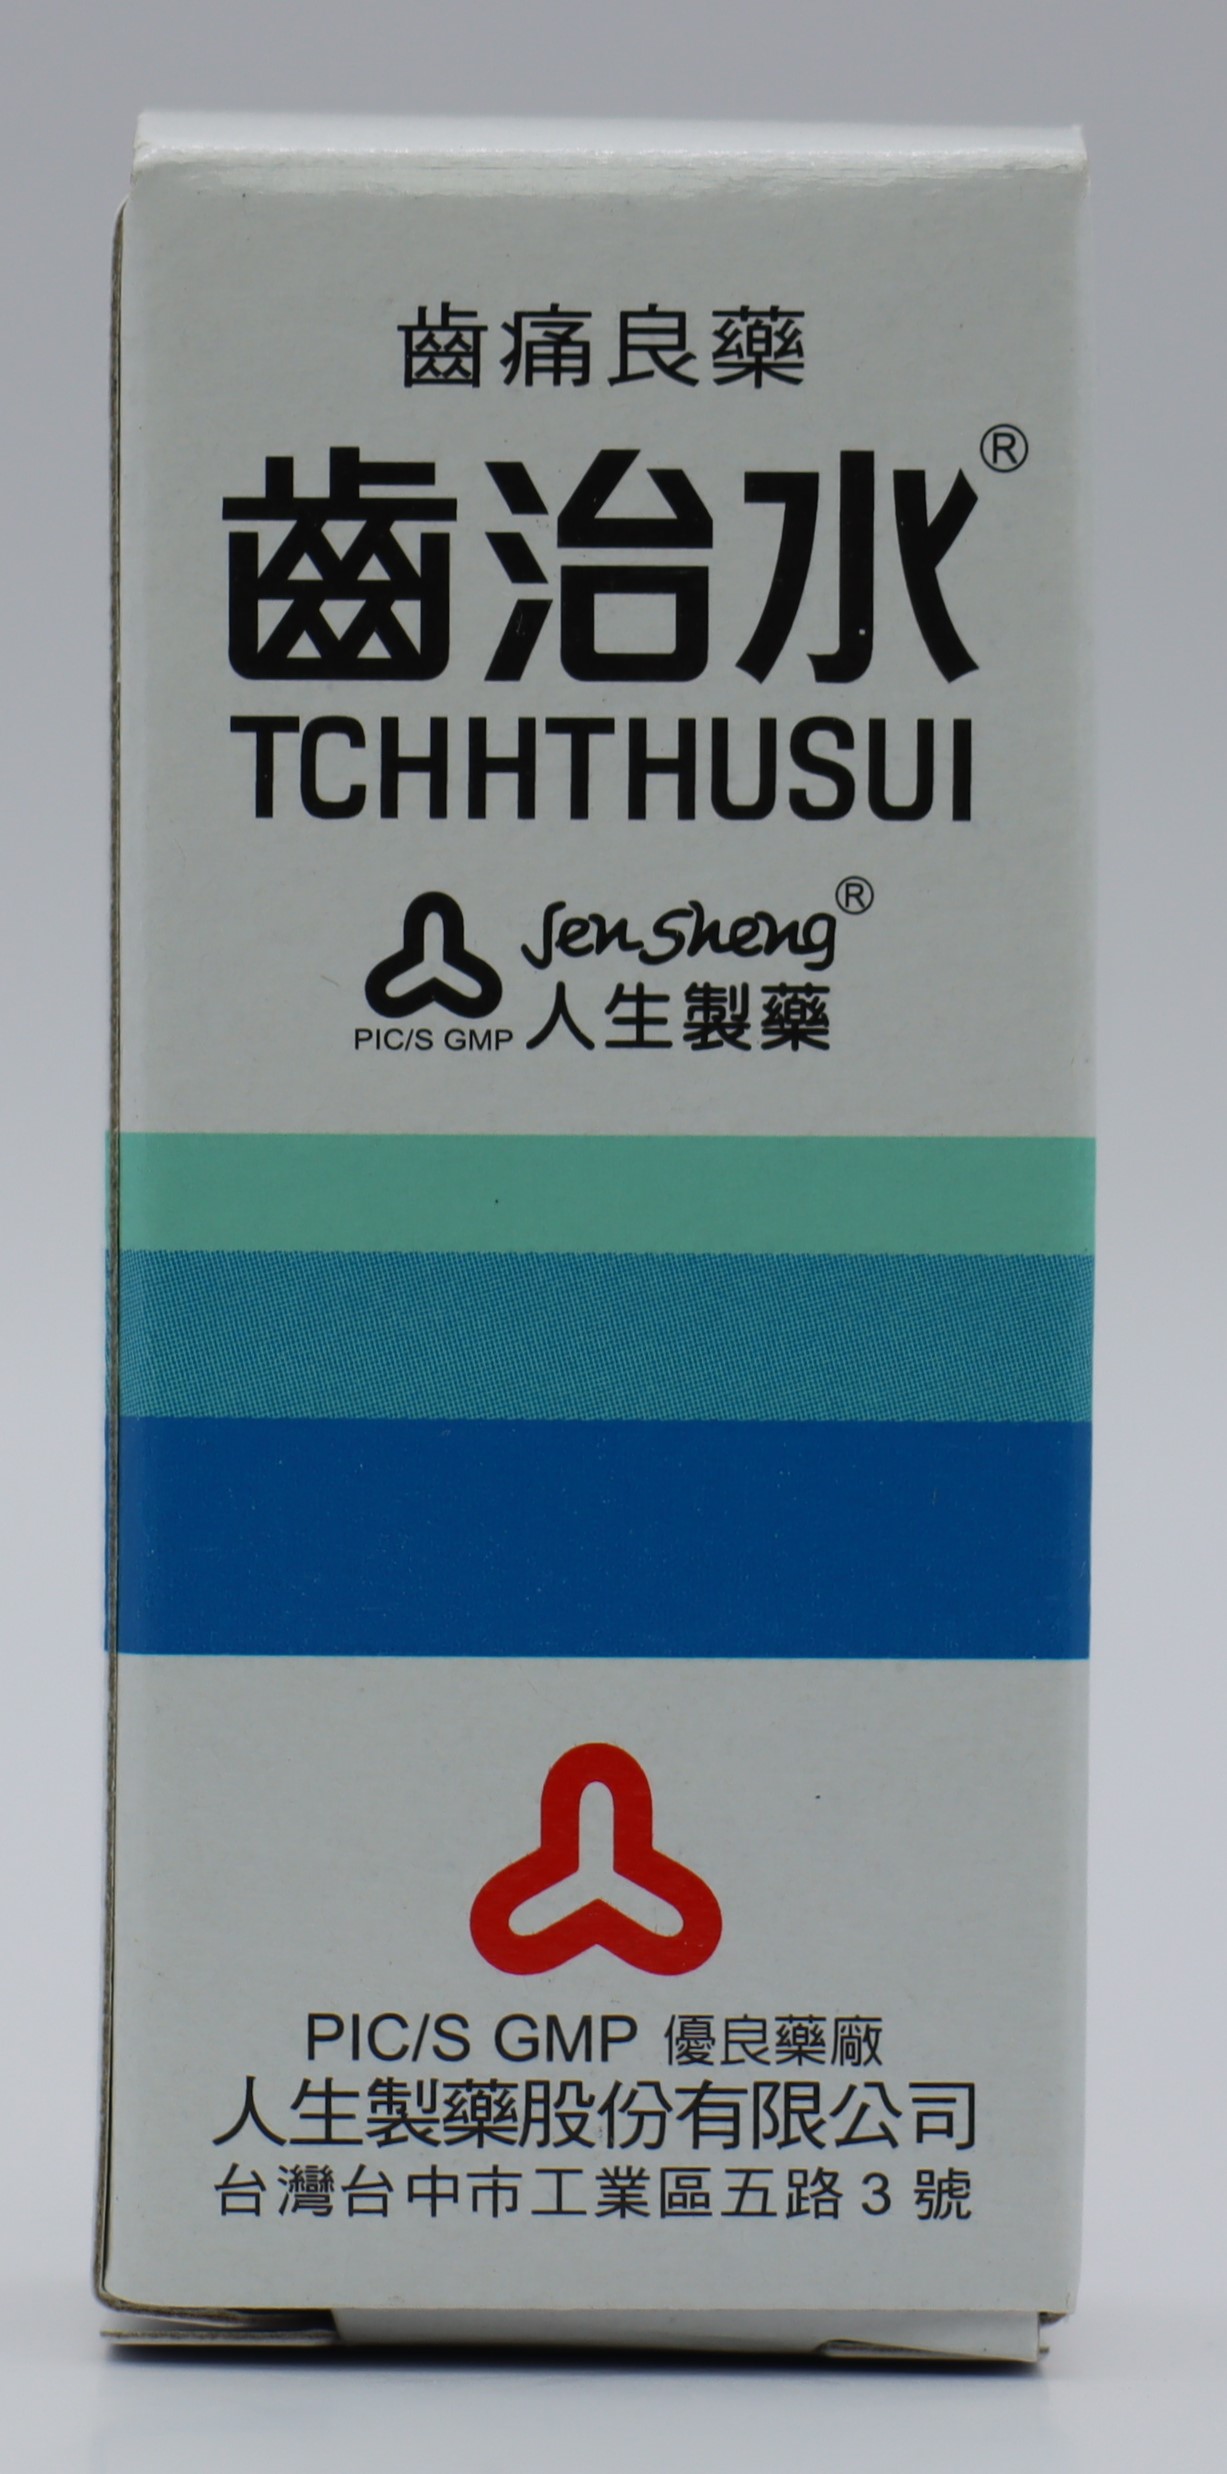 齒痛良藥
齒治水®
TCHHTHUSUI
Jen Sheng®
PIC/S GMP 人生製藥
PIC/S GMP 優良藥廠
人生製藥股份有限公司
台灣台中市工業區五路3號